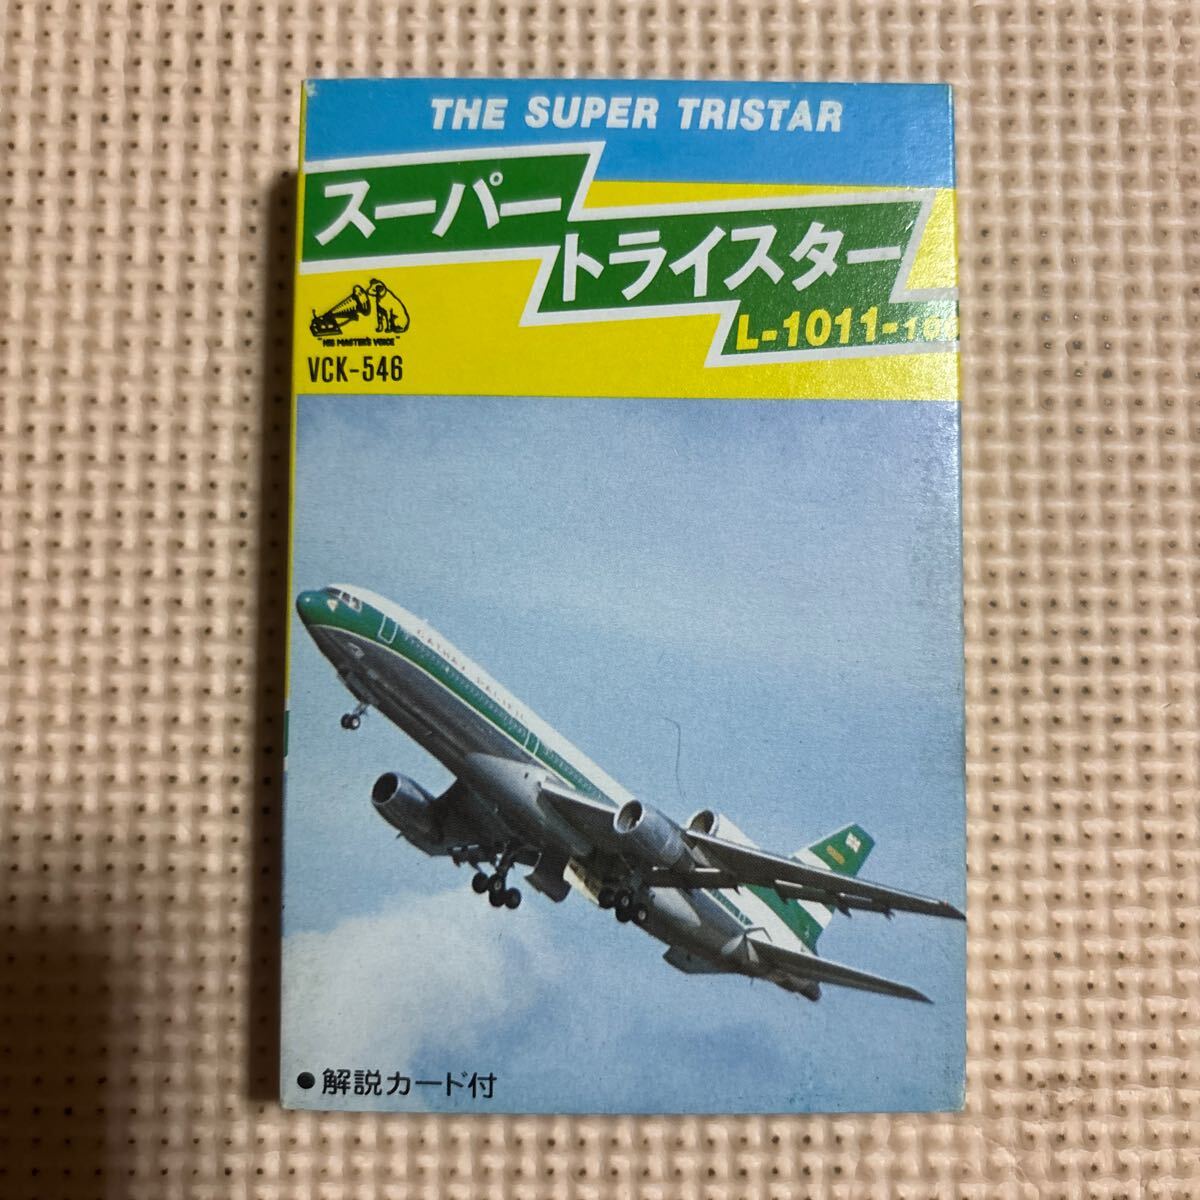 THE SUPER TRISTAR
スーパー
トライスター
L-1011-100
"HIS MASTER'S VOICE"
VCK-546
CATHAY PACIFIC
●解説カード付